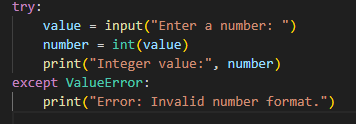 try:
    value = input("Enter a number: ")
    number = int(value)
    print("Integer value:", number)
except ValueError:
    print("Error: Invalid number format.")